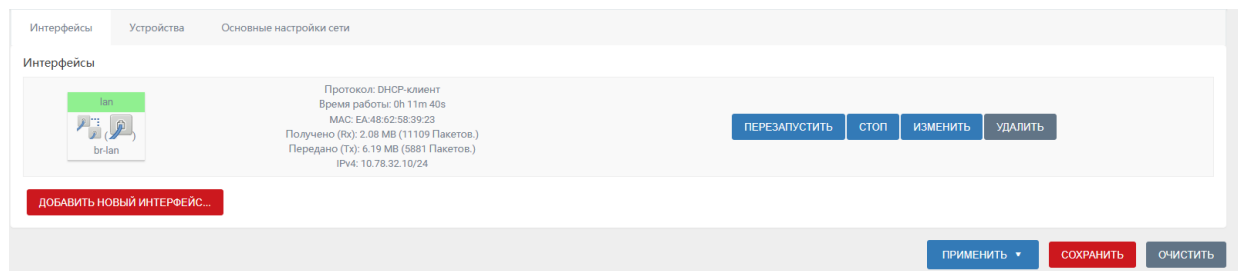 Интерфейсы Устройства Основные настройки сети
Интерфейсы
lan
br-lan
Протокол: DHCP-клиент
Время работы: 0h 11m 40s
MAC: EA:48:62:58:39:23
Получено (Rx): 2.08 MB (11109 Пакетов.)
Передано (Tx): 6.19 MB (5881 Пакетов.)
IPv4: 10.78.32.10/24
ПЕРЕЗАПУСТИТЬ СТОП ИЗМЕНИТЬ УДАЛИТЬ
ДОБАВИТЬ НОВЫЙ ИНТЕРФЕЙС...
ПРИМЕНИТЬ СОХРАНИТЬ ОЧИСТИТЬ